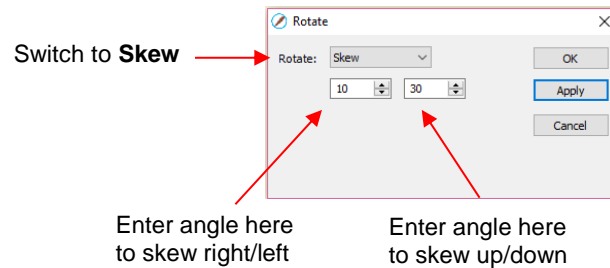 Rotate
Switch to Skew
Rotate: Skew OK
10 30 Apply
Cancel
Enter angle here
to skew right/left
Enter angle here
to skew up/down